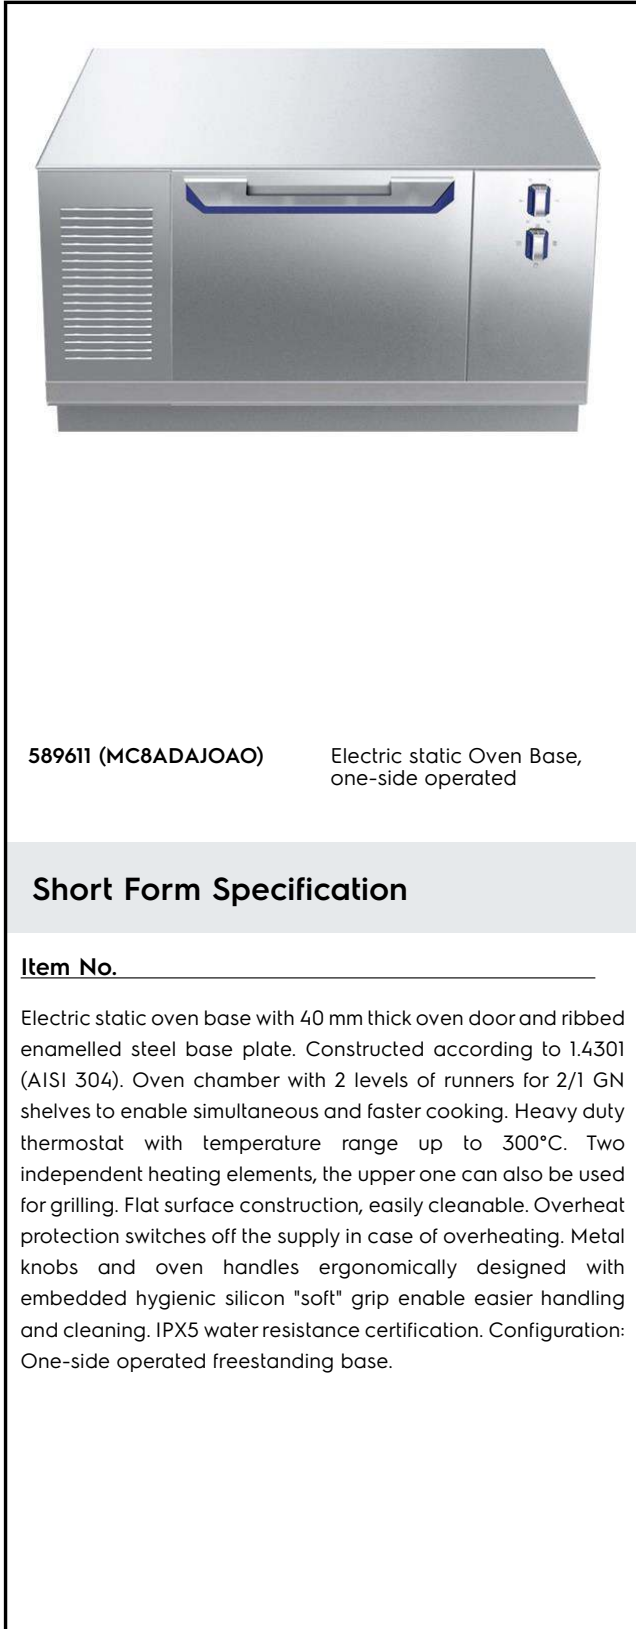 589611 (MC8ADAJOAO)
Electric static Oven Base,
one-side operated
Short Form Specification
Item No.
Electric static oven base with 40 mm thick oven door and ribbed
enamelled steel base plate. Constructed according to 1.4301
(AISI 304). Oven chamber with 2 levels of runners for 2/1 GN
shelves to enable simultaneous and faster cooking. Heavy duty
thermostat with temperature range up to 300°C. Two
independent heating elements, the upper one can also be used
for grilling. Flat surface construction, easily cleanable. Overheat
protection switches off the supply in case of overheating. Metal
knobs and oven handles ergonomically designed with
embedded hygienic silicon "soft" grip enable easier handling
and cleaning. IPX5 water resistance certification. Configuration:
One-side operated freestanding base.